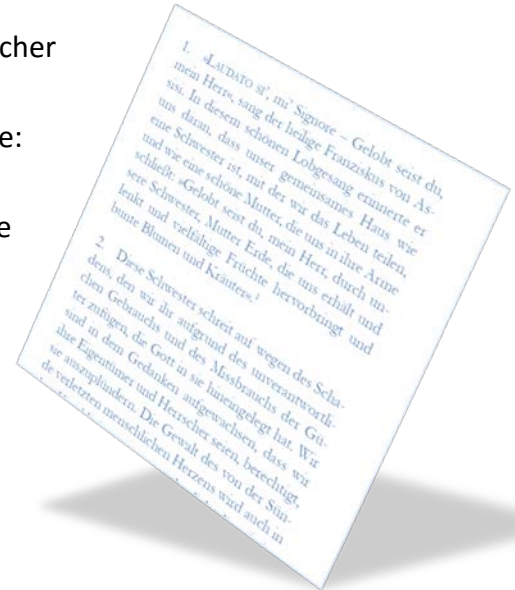 cher
e:
e
1. »LAUDATO SI’, mi’ Signore – Gelobt seist du,
mein Herr«, sang der heilige Franziskus von As-
sisi. In diesem schönen Lobgesang erinnerte er
uns daran, dass unser gemeinsames Haus wie
eine Schwester ist, mit der wir das Leben teilen,
und wie eine schöne Mutter, die uns in ihre Arme
schließt: »Gelobt seist du, mein Herr, durch un-
sere Schwester, Mutter Erde, die uns erhält und
lenkt und vielfältige Früchte hervorbringt und
bunte Blumen und Kräuter«.¹
2. Diese Schwester schreit auf wegen des Scha-
dens, den wir ihr aufgrund des unverantwortli-
chen Gebrauchs und des Missbrauchs der Gü-
ter zufügen, die Gott in sie hineingelegt hat. Wir
sind in dem Gedanken aufgewachsen, dass wir
ihre Eigentümer und Herrscher seien, berechtigt,
sie auszuplündern. Die Gewalt des von der Sün-
de verletzten menschlichen Herzens wird auch in